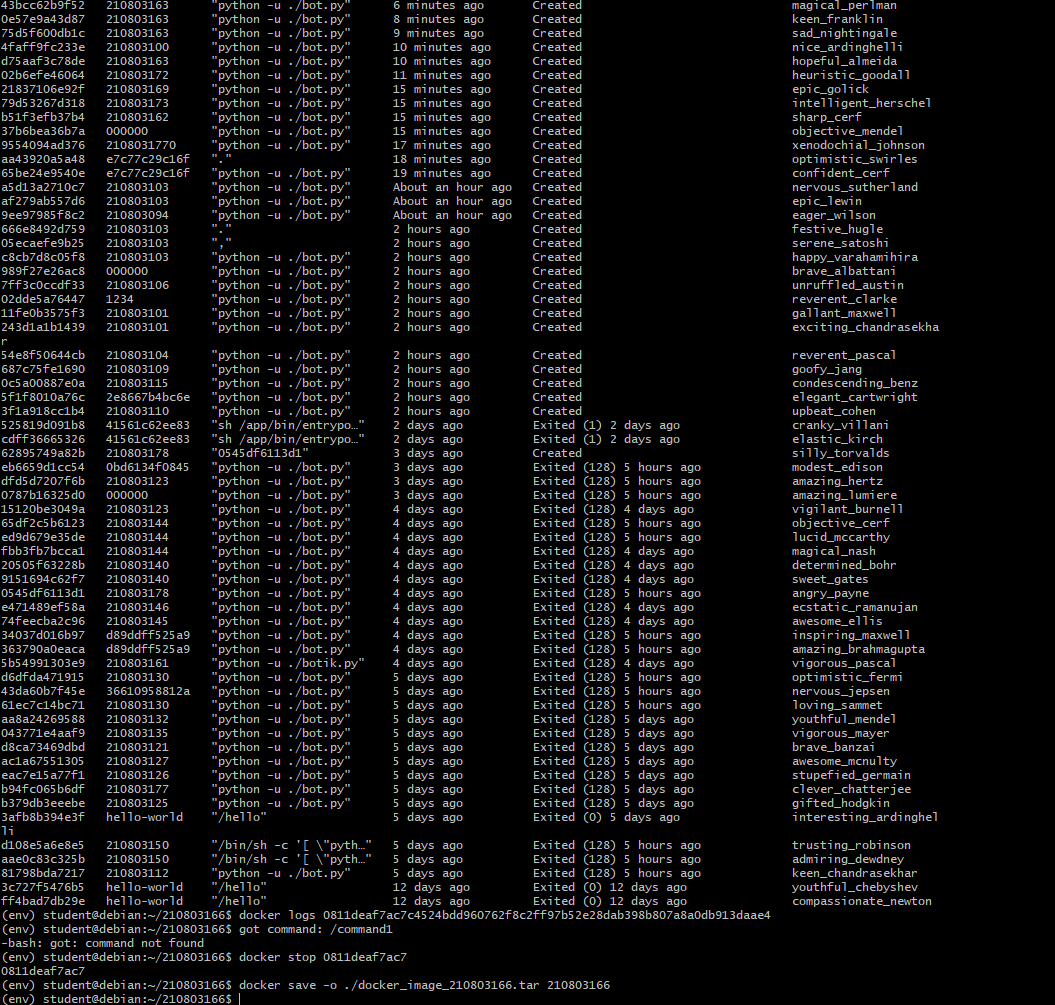 43bcc62b9f52   210803163      "python -u ./bot.py"      6 minutes ago       Created                              magical_perlman
0e57e9a43d87   210803163      "python -u ./bot.py"      8 minutes ago       Created                              keen_franklin
75d5f600db1c   210803163      "python -u ./bot.py"      9 minutes ago       Created                              sad_nightingale
4faff9fc233e   210803100      "python -u ./bot.py"      10 minutes ago      Created                              nice_ardinghelli
d75aaf3c78de   210803163      "python -u ./bot.py"      10 minutes ago      Created                              hopeful_almeida
02b6efe46064   210803172      "python -u ./bot.py"      11 minutes ago      Created                              heuristic_goodall
21837106e92f   210803169      "python -u ./bot.py"      15 minutes ago      Created                              epic_golick
79d53267d318   210803173      "python -u ./bot.py"      15 minutes ago      Created                              intelligent_herschel
b51f3efb37b4   210803162      "python -u ./bot.py"      15 minutes ago      Created                              sharp_cerf
37b6bea36b7a   000000         "python -u ./bot.py"      15 minutes ago      Created                              objective_mendel
9554094ad376   2108031770     "python -u ./bot.py"      17 minutes ago      Created                              xenodochial_johnson
aa43920a5a48   e7c77c29c16f   "."                       18 minutes ago      Created                              optimistic_swirles
65be24e9540e   e7c77c29c16f   "python -u ./bot.py"      19 minutes ago      Created                              confident_cerf
a5d13a2710c7   210803103      "python -u ./bot.py"      About an hour ago   Created                              nervous_sutherland
af279ab557d6   210803103      "python -u ./bot.py"      About an hour ago   Created                              epic_lewin
9ee97985f8c2   210803094      "python -u ./bot.py"      About an hour ago   Created                              eager_wilson
666e8492d759   210803103      "."                       2 hours ago         Created                              festive_hugle
05ecaefe9b25   210803103      ","                       2 hours ago         Created                              serene_satoshi
c8cb7d8c05f8   210803103      "python -u ./bot.py"      2 hours ago         Created                              happy_varahamihira
989f27e26ac8   000000         "python -u ./bot.py"      2 hours ago         Created                              brave_albattani
7ff3c0ccdf33   210803106      "python -u ./bot.py"      2 hours ago         Created                              unruffled_austin
02dde5a76447   1234           "python -u ./bot.py"      2 hours ago         Created                              reverent_clarke
11fe0b3575f3   210803101      "python -u ./bot.py"      2 hours ago         Created                              gallant_maxwell
243d1a1b1439   210803101      "python -u ./bot.py"      2 hours ago         Created                              exciting_chandrasekha
r
54e8f50644cb   210803104      "python -u ./bot.py"      2 hours ago         Created                              reverent_pascal
687c75fe1690   210803109      "python -u ./bot.py"      2 hours ago         Created                              goofy_jang
0c5a00887e0a   210803115      "python -u ./bot.py"      2 hours ago         Created                              condescending_benz
5f1f8010a76c   2e8667b4bc6e   "python -u ./bot.py"      2 hours ago         Created                              elegant_cartwright
3f1a918cc1b4   210803110      "python -u ./bot.py"      2 hours ago         Created                              upbeat_cohen
525819d091b8   41561c62ee83   "sh /app/bin/entrypo…"    2 days ago          Exited (1) 2 days ago                cranky_villani
cdff36665326   41561c62ee83   "sh /app/bin/entrypo…"    2 days ago          Exited (1) 2 days ago                elastic_kirch
62895749a82b   210803178      "0545df6113d1"            3 days ago          Created                              silly_torvalds
eb6659d1cc54   0bd6134f0845   "python -u ./bot.py"      3 days ago          Exited (128) 5 hours ago             modest_edison
dfd5d7207f6b   210803123      "python -u ./bot.py"      3 days ago          Exited (128) 5 hours ago             amazing_hertz
0787b16325d0   000000         "python -u ./bot.py"      3 days ago          Exited (128) 5 hours ago             amazing_lumiere
15120be3049a   210803123      "python -u ./bot.py"      4 days ago          Exited (128) 4 days ago              vigilant_burnell
65df2c5b6123   210803144      "python -u ./bot.py"      4 days ago          Exited (128) 5 hours ago             objective_cerf
ed9d679e35de   210803144      "python -u ./bot.py"      4 days ago          Exited (128) 5 hours ago             lucid_mccarthy
fbb3fb7bcca1   210803144      "python -u ./bot.py"      4 days ago          Exited (128) 4 days ago              magical_nash
20505f63228b   210803140      "python -u ./bot.py"      4 days ago          Exited (128) 4 days ago              determined_bohr
9151694c62f7   210803140      "python -u ./bot.py"      4 days ago          Exited (128) 4 days ago              sweet_gates
0545df6113d1   210803178      "python -u ./bot.py"      4 days ago          Exited (128) 5 hours ago             angry_payne
e471489ef58a   210803146      "python -u ./bot.py"      4 days ago          Exited (128) 4 days ago              ecstatic_ramanujan
74feecba2c96   210803145      "python -u ./bot.py"      4 days ago          Exited (128) 4 days ago              awesome_ellis
34037d016b97   d89ddff525a9   "python -u ./bot.py"      4 days ago          Exited (128) 5 hours ago             inspiring_maxwell
363790a0eaca   d89ddff525a9   "python -u ./bot.py"      4 days ago          Exited (128) 5 hours ago             amazing_brahmagupta
5b54991303e9   210803161      "python -u ./botik.py"    4 days ago          Exited (128) 4 days ago              vigorous_pascal
d6dfda471915   210803130      "python -u ./bot.py"      5 days ago          Exited (128) 5 hours ago             optimistic_fermi
43da60b7f45e   36610958812a   "python -u ./bot.py"      5 days ago          Exited (128) 5 hours ago             nervous_jepsen
61ec7c14bc71   210803130      "python -u ./bot.py"      5 days ago          Exited (128) 5 hours ago             loving_sammet
aa8a24269588   210803132      "python -u ./bot.py"      5 days ago          Exited (128) 5 days ago              youthful_mendel
043771e4aaf9   210803135      "python -u ./bot.py"      5 days ago          Exited (128) 5 days ago              vigorous_mayer
d8ca73469dbd   210803121      "python -u ./bot.py"      5 days ago          Exited (128) 5 days ago              brave_banzai
ac1a67551305   210803127      "python -u ./bot.py"      5 days ago          Exited (128) 5 days ago              awesome_mcnulty
eac7e15a77f1   210803126      "python -u ./bot.py"      5 days ago          Exited (128) 5 days ago              stupefied_germain
b94fc065b6df   210803177      "python -u ./bot.py"      5 days ago          Exited (128) 5 days ago              clever_chatterjee
b379db3eeebe   210803125      "python -u ./bot.py"      5 days ago          Exited (128) 5 days ago              gifted_hodgkin
3afb8b394e3f   hello-world    "/hello"                  5 days ago          Exited (0) 5 days ago                interesting_ardinghel
li
d108e5a6e8e5   210803150      "/bin/sh -c '[ \"pyth…"   5 days ago          Exited (128) 5 hours ago             trusting_robinson
aae0c83c325b   210803150      "/bin/sh -c '[ \"pyth…"   5 days ago          Exited (128) 5 days ago              admiring_dewdney
81798bda7217   210803112      "python -u ./bot.py"      5 days ago          Exited (128) 5 hours ago             keen_chandrasekhar
3c727f5476b5   hello-world    "/hello"                  12 days ago         Exited (0) 12 days ago               youthful_chebyshev
ff4bad7db29e   hello-world    "/hello"                  12 days ago         Exited (0) 12 days ago               compassionate_newton
(env) student@debian:~/210803166$ docker logs 0811deaf7ac7c4524bdd960762f8c2ff97b52e28dab398b807a8a0db913daae4
(env) student@debian:~/210803166$ got command: /command1
-bash: got: command not found
(env) student@debian:~/210803166$ docker stop 0811deaf7ac7
0811deaf7ac7
(env) student@debian:~/210803166$ docker save -o ./docker_image_210803166.tar 210803166
(env) student@debian:~/210803166$